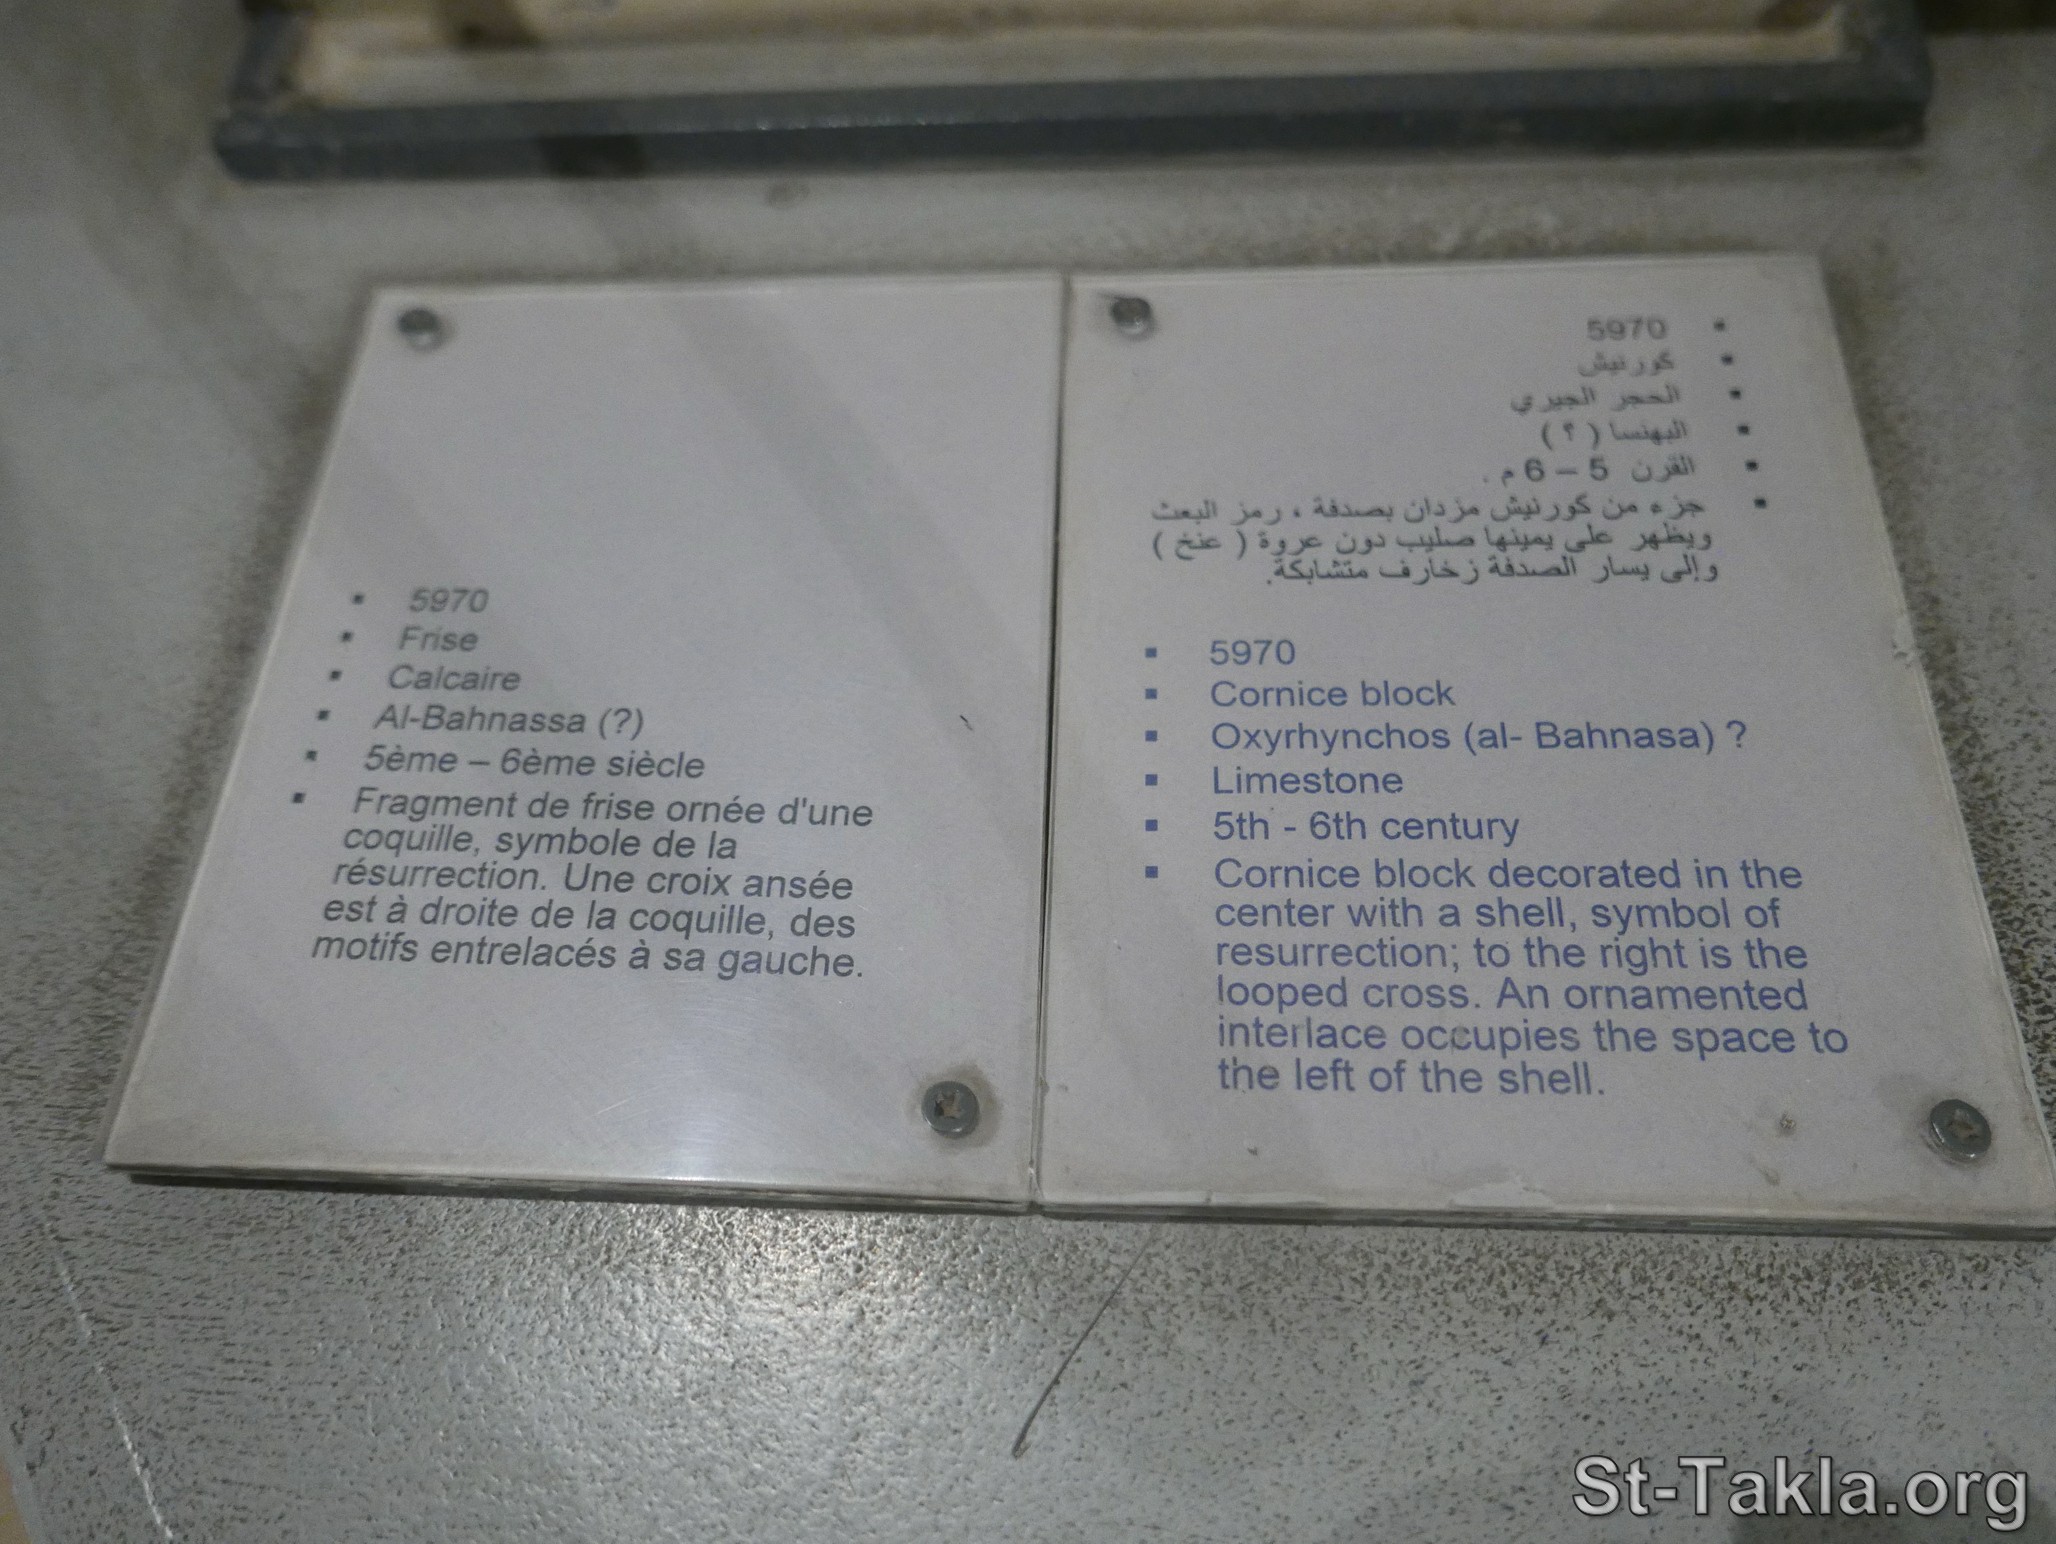 5970
Frise
Calcaire
Al-Bahnassa (?)
5ème – 6ème siècle
Fragment de frise ornée d'une
coquille, symbole de la
résurrection. Une croix ansée
est à droite de la coquille, des
motifs entrelacés à sa gauche.
5970
كورنيش
الحجر الجيري
البهنسا ( ؟ )
القرن 5 – 6 م .
جزء من كورنيش مزدان بصدفة ، رمز البعث
ويظهر على يمينها صليب دون عروة ( عنخ )
وإلى يسار الصدفة زخارف متشابكة.
5970
Cornice block
Oxyrhynchos (al- Bahnasa) ?
Limestone
5th - 6th century
Cornice block decorated in the
center with a shell, symbol of
resurrection; to the right is the
looped cross. An ornamented
interlace occupies the space to
the left of the shell.
St-Takla.org